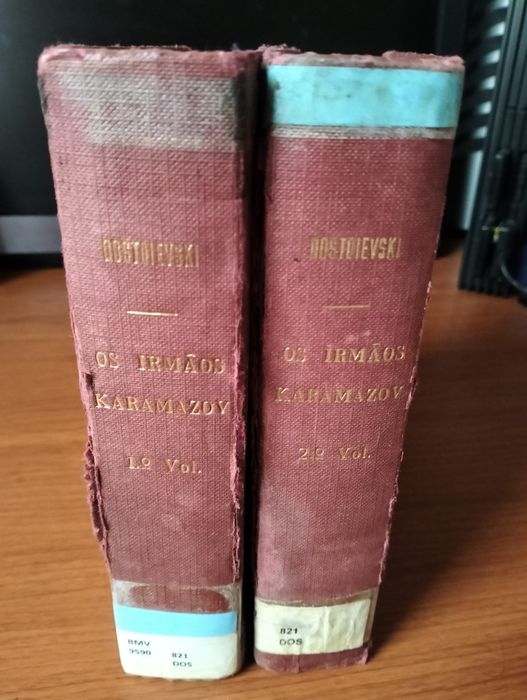 DOSTOIEVSKI
OS IRMÃOS
KARAMAZOV
1.º Vol.
BMV
9590 821
DOS
DOSTOIEVSKI
OS IRMÃOS
KARAMAZOV
2.º Vol.
821
DOS